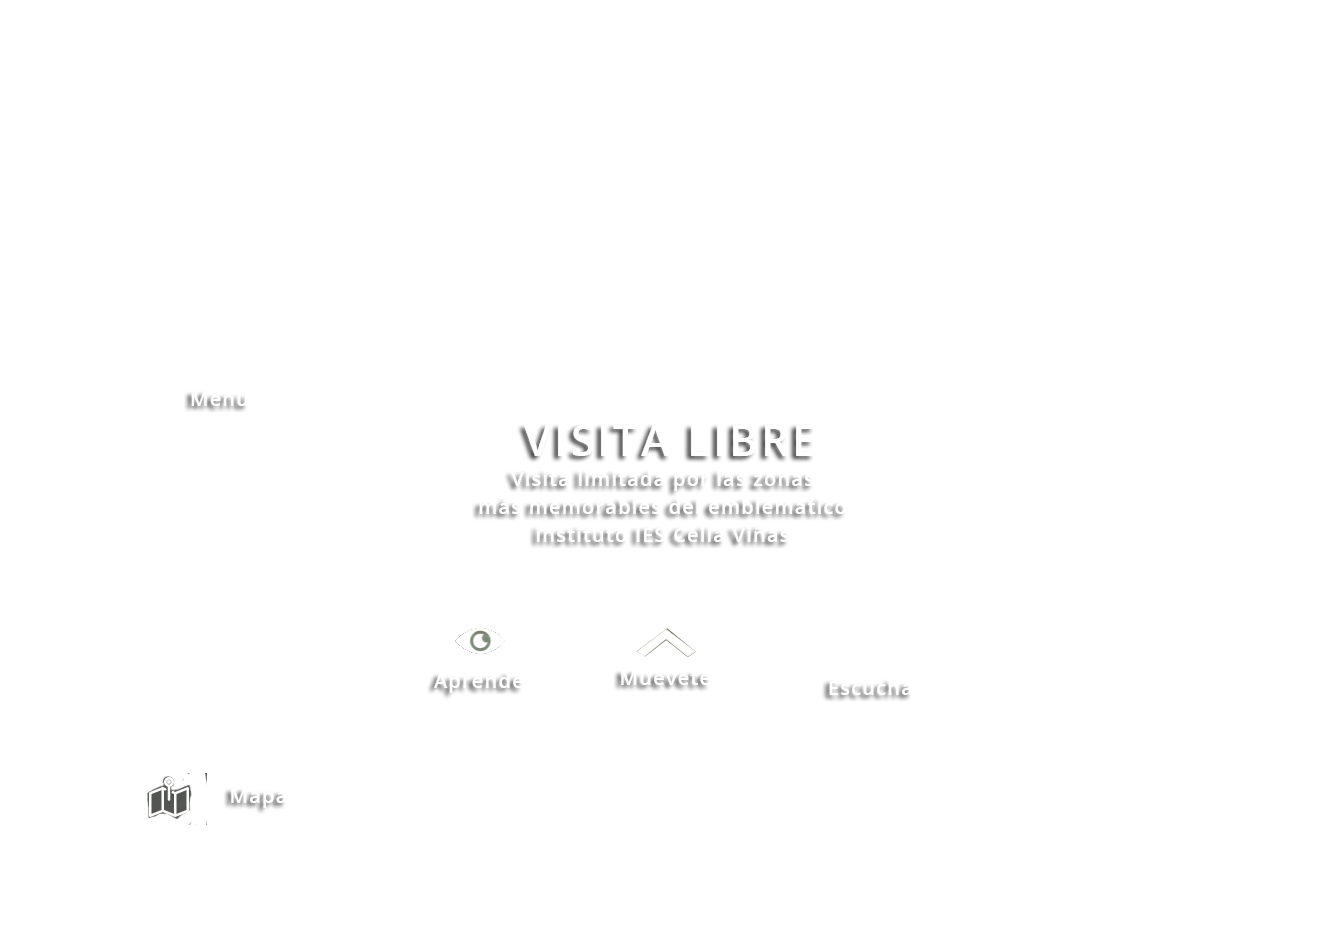 Menu
VISITA LIBRE
Visita limitada por las zonas
más memorables del emblematico
instituto IES Celia Viñas
Aprende
Muevete
Escucha
Mapa